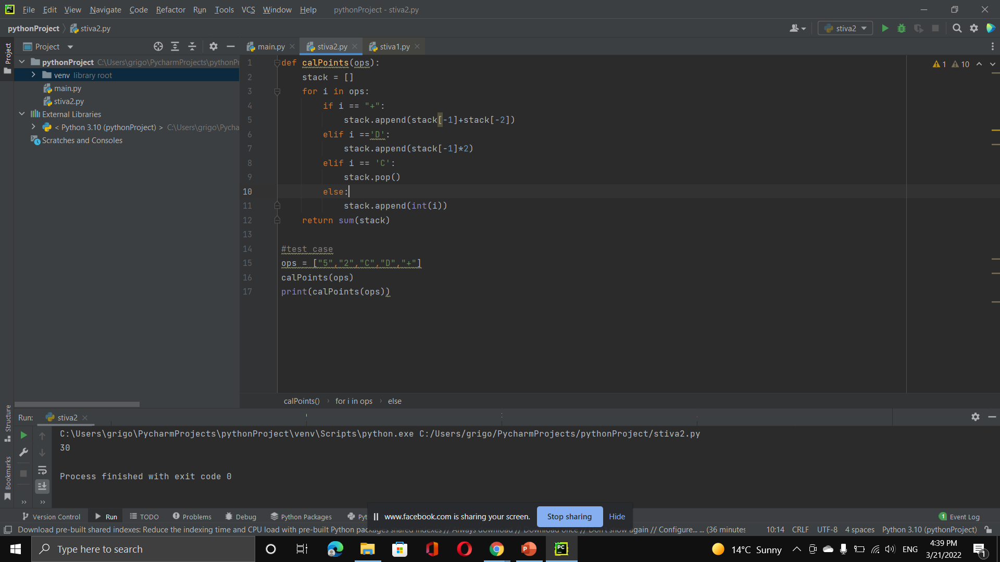 File Edit View Navigate Code Refactor Run Tools VCS Window Help pythonProject - stiva2.py
pythonProject stiva2.py stiva2
Project main.py stiva2.py stiva1.py
Project
pythonProject C:\Users\grigo\PycharmProjects\pythonP
venv library root
main.py
stiva2.py
External Libraries
< Python 3.10 (pythonProject) > C:\Users\grigo\Pycha
Scratches and Consoles
1 def calPoints(ops):
2 stack = []
3 for i in ops:
4 if i == "+":
5 stack.append(stack[-1]+stack[-2])
6 elif i =='D':
7 stack.append(stack[-1]*2)
8 elif i == 'C':
9 stack.pop()
10 else:
11 stack.append(int(i))
12 return sum(stack)
13
14 #test case
15 ops = ["5","2","C","D","+"]
16 calPoints(ops)
17 print(calPoints(ops))
1 10
calPoints() for i in ops else
Structure
Bookmarks
Run: stiva2
C:\Users\grigo\PycharmProjects\pythonProject\venv\Scripts\python.exe C:/Users/grigo/PycharmProjects/pythonProject/stiva2.py
30
Process finished with exit code 0
Version Control Run TODO Problems Debug Python Packages Pyt
www.facebook.com is sharing your screen. Stop sharing Hide
1 Event Log
Download pre-built shared indexes: Reduce the indexing time and CPU load with pre-built Python packages shared indexes // Always download // Download once // Don't show again // Configure... ... (36 minutes 10:14 CRLF UTF-8 4 spaces Python 3.10 (pythonProject)
Type here to search
14°C Sunny ENG
4:39 PM
3/21/2022
1